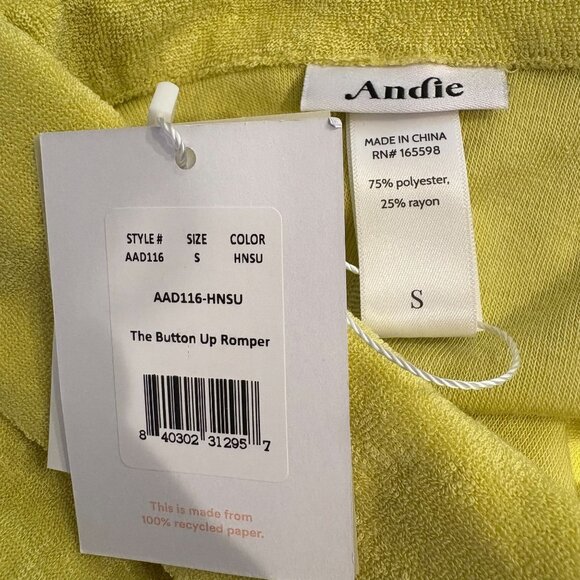 Andie
MADE IN CHINA
RN# 165598
75% polyester,
25% rayon
S
STYLE # SIZE COLOR
AAD116 S HNSU
AAD116-HNSU
The Button Up Romper
8 40302 31295 7
This is made from
100% recycled paper.